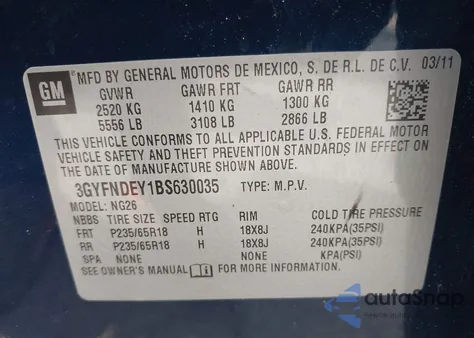 GM
MFD BY GENERAL MOTORS DE MEXICO, S. DE R.L. DE C.V. 03/11
GVWR GAWR FRT GAWR RR
2520 KG 1410 KG 1300 KG
5556 LB 3108 LB 2866 LB
THIS VEHICLE CONFORMS TO ALL APPLICABLE U.S. FEDERAL MOTOR
VEHICLE SAFETY AND THEFT PREVENTION STANDARDS IN EFFECT ON
THE DATE OF MANUFACTURE SHOWN ABOVE.
3GYFNDEY1BS630035 TYPE: M.P.V.
MODEL: NG26
NBBS TIRE SIZE SPEED RTG RIM COLD TIRE PRESSURE
FRT P235/65R18 H 18X8J 240KPA(35PSI)
RR P235/65R18 H 18X8J 240KPA(35PSI)
SPA NONE NONE KPA(PSI)
SEE OWNER'S MANUAL FOR MORE INFORMATION.
autoSnap